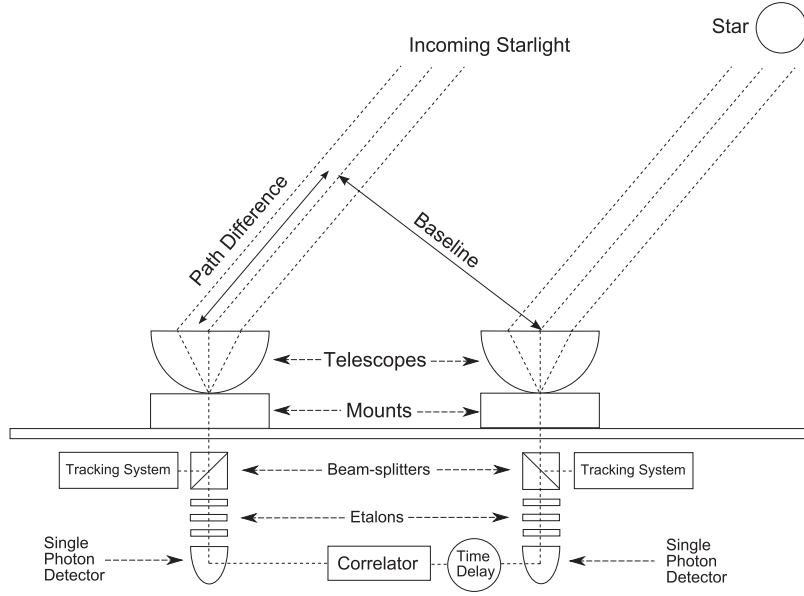 Star
Incoming Starlight
Path Difference
Baseline
Telescopes
Mounts
Tracking System
Beam-splitters
Tracking System
Etalons
Single
Photon
Detector
Correlator
Time
Delay
Single
Photon
Detector